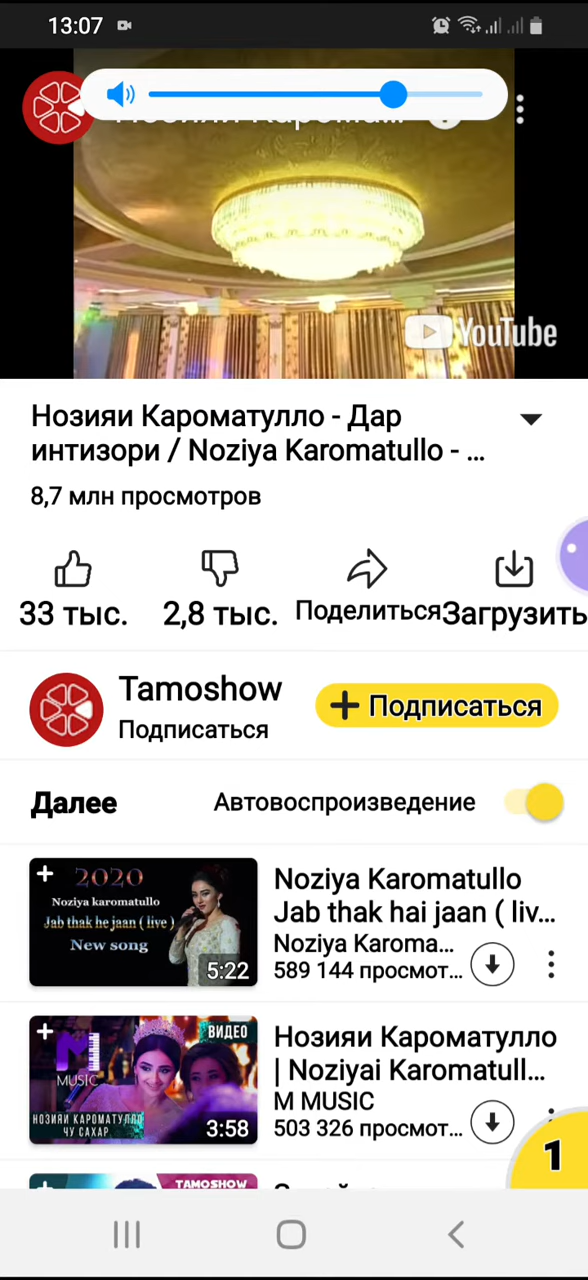 13:07
YouTube
Нозияи Кароматулло - Дар
интизори / Noziya Karomatullo - ...
8,7 млн просмотров
33 тыс.
2,8 тыс.
Поделиться
Загрузить
Tamoshow
Подписаться
+ Подписаться
Далее
Автовоспроизведение
2020
Noziya karomatullo
Jab thak he jaan ( live )
New song
5:22
Noziya Karomatullo
Jab thak hai jaan ( liv...
Noziya Karoma...
589 144 просмот...
ВИДЕО
M
MUSIC
НОЗИЯИ КАРОМАТУЛЛО
ЧУ САХАР
3:58
Нозияи Кароматулло
| Noziyai Karomatull...
M MUSIC
503 326 просмот...
1
TAMOSHOW